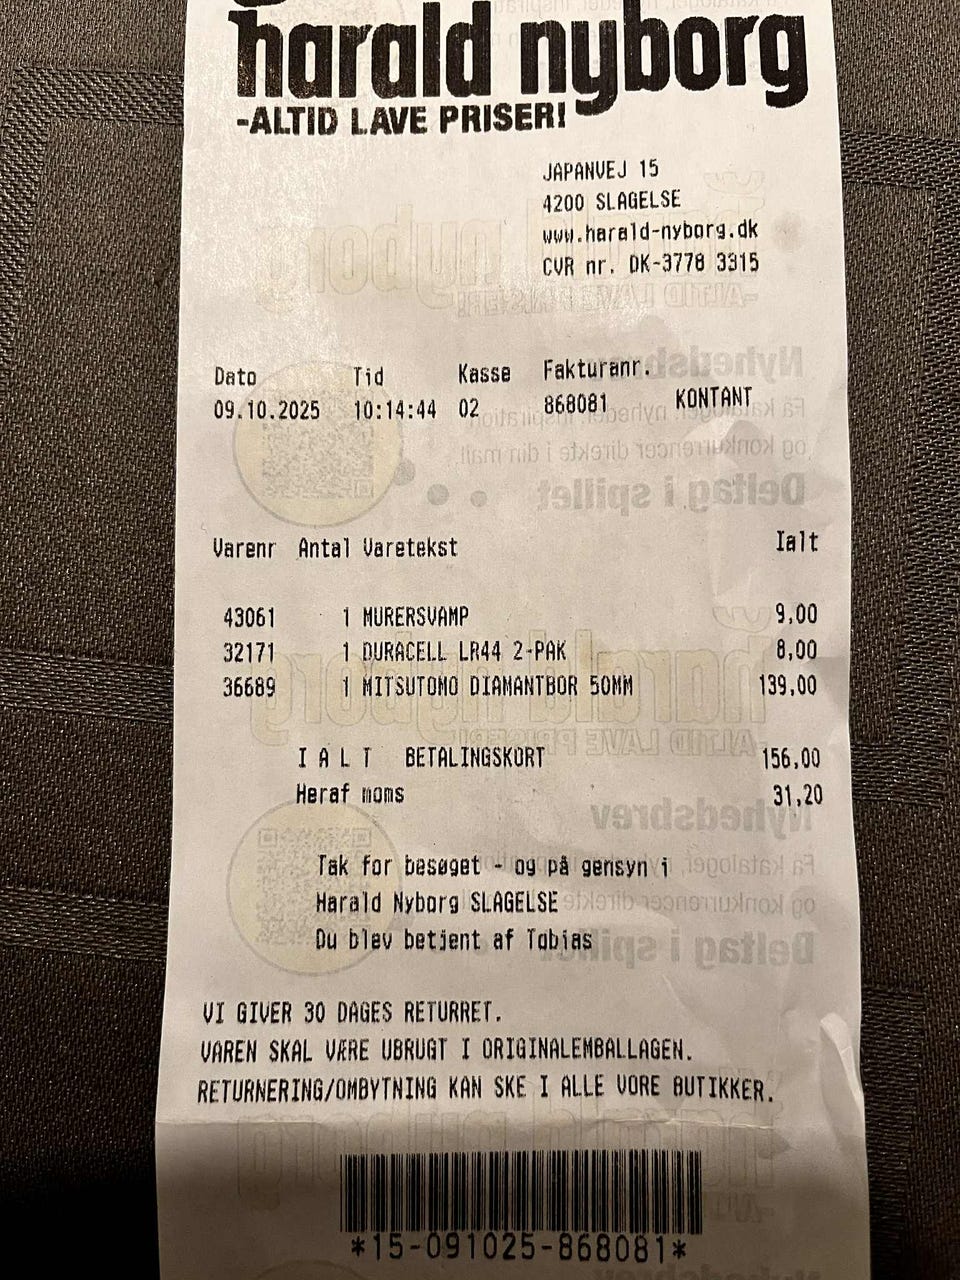 harald nyborg
-ALTID LAVE PRISER!
JAPANVEJ 15
4200 SLAGELSE
www.harald-nyborg.dk
CVR nr. DK-3778 3315
Dato Tid Kasse Fakturanr.
09.10.2025 10:14:44 02 868081 KONTANT
Varenr Antal Varetekst Ialt
43061 1 MURERSVAMP 9,00
32171 1 DURACELL LR44 2-PAK 8,00
36689 1 MITSUTOMO DIAMANTBOR 50MM 139,00
I A L T BETALINGSKORT 156,00
Heraf moms 31,20
Tak for besøget - og på gensyn i
Harald Nyborg SLAGELSE
Du blev betjent af Tobias
VI GIVER 30 DAGES RETURRET.
VAREN SKAL VÆRE UBRUGT I ORIGINALEMBALLAGEN.
RETURNERING/OMBYTNING KAN SKE I ALLE VORE BUTIKKER.
*15-091025-868081*